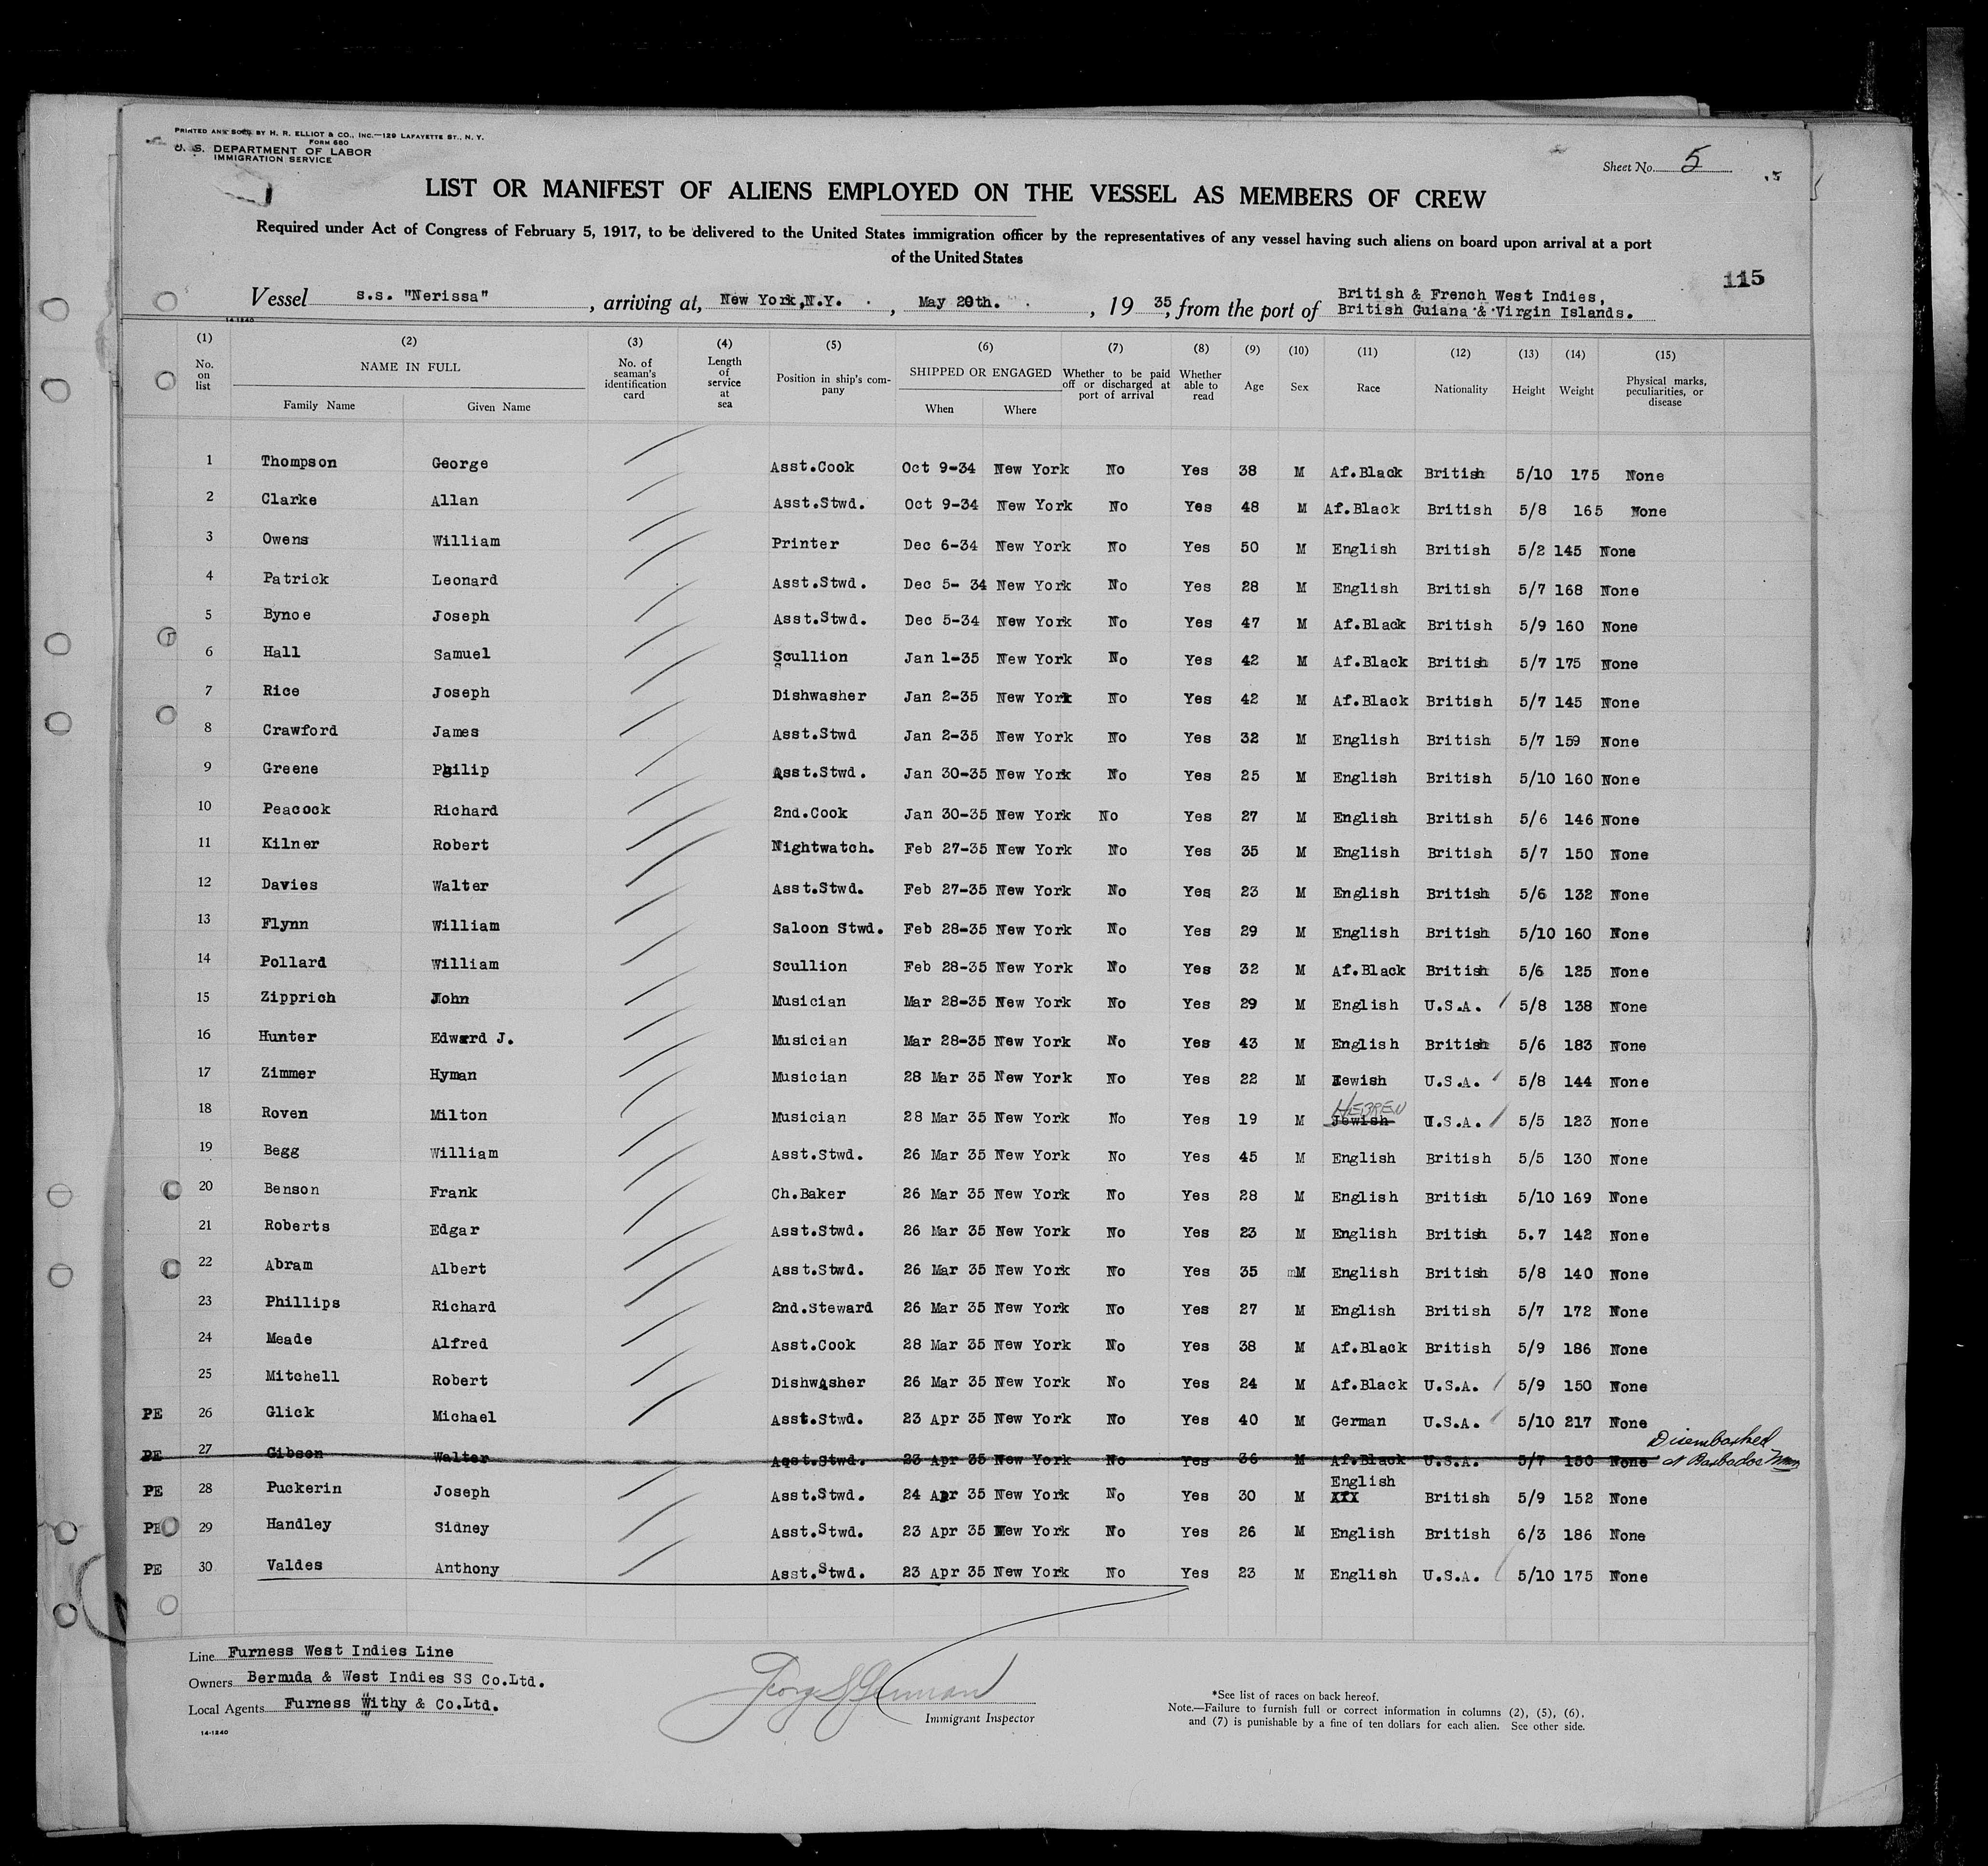 PRINTED AND SOLD BY H. R. ELLIOT & CO., INC.—129 LAFAYETTE ST., N. Y.
FORM 680
U. S. DEPARTMENT OF LABOR
IMMIGRATION SERVICE
Sheet No. 5
LIST OR MANIFEST OF ALIENS EMPLOYED ON THE VESSEL AS MEMBERS OF CREW
Required under Act of Congress of February 5, 1917, to be delivered to the United States immigration officer by the representatives of any vessel having such aliens on board upon arrival at a port
of the United States
115
Vessel s.s. "Nerissa", arriving at, New York,N.Y. , May 20th. , 19 35, from the port of British & French West Indies, British Guiana & Virgin Islands.
14-1240
(1) (2) (3) (4) (5) (6) (7) (8) (9) (10) (11) (12) (13) (14) (15)
No. on list NAME IN FULL Family Name Given Name No. of seaman's identification card Length of service at sea Position in ship's company SHIPPED OR ENGAGED When Where Whether to be paid off or discharged at port of arrival Whether able to read Age Sex Race Nationality Height Weight Physical marks, peculiarities, or disease
1 Thompson George Asst.Cook Oct 9-34 New York No Yes 38 M Af.Black British 5/10 175 None
2 Clarke Allan Asst.Stwd. Oct 9-34 New York No Yes 48 M Af.Black British 5/8 165 None
3 Owens William Printer Dec 6-34 New York No Yes 50 M English British 5/2 145 None
4 Patrick Leonard Asst.Stwd. Dec 5- 34 New York No Yes 28 M English British 5/7 168 None
5 Bynoe Joseph Asst.Stwd. Dec 5-34 New York No Yes 47 M Af.Black British 5/9 160 None
6 Hall Samuel Scullion Jan 1-35 New York No Yes 42 M Af.Black British 5/7 175 None
7 Rice Joseph Dishwasher Jan 2-35 New York No Yes 42 M Af.Black British 5/7 145 None
8 Crawford James Asst.Stwd Jan 2-35 New York No Yes 32 M English British 5/7 159 None
9 Greene Philip Asst.Stwd. Jan 30-35 New York No Yes 25 M English British 5/10 160 None
10 Peacock Richard 2nd.Cook Jan 30-35 New York No Yes 27 M English British 5/6 146 None
11 Kilner Robert Nightwatch. Feb 27-35 New York No Yes 35 M English British 5/7 150 None
12 Davies Walter Asst.Stwd. Feb 27-35 New York No Yes 23 M English British 5/6 132 None
13 Flynn William Saloon Stwd. Feb 28-35 New York No Yes 29 M English British 5/10 160 None
14 Pollard William Scullion Feb 28-35 New York No Yes 32 M Af.Black British 5/6 125 None
15 Zipprich John Musician Mar 28-35 New York No Yes 29 M English U.S.A. 5/8 138 None
16 Hunter Edward J. Musician Mar 28-35 New York No Yes 43 M English British 5/6 183 None
17 Zimmer Hyman Musician 28 Mar 35 New York No Yes 22 M Jewish U.S.A. 5/8 144 None
HEBREW
18 Roven Milton Musician 28 Mar 35 New York No Yes 19 M Jewish U.S.A. 5/5 123 None
19 Begg William Asst.Stwd. 26 Mar 35 New York No Yes 45 M English British 5/5 130 None
20 Benson Frank Ch.Baker 26 Mar 35 New York No Yes 28 M English British 5/10 169 None
21 Roberts Edgar Asst.Stwd. 26 Mar 35 New York No Yes 23 M English British 5.7 142 None
22 Abram Albert Asst.Stwd. 26 Mar 35 New York No Yes 35 mM English British 5/8 140 None
23 Phillips Richard 2nd.Steward 26 Mar 35 New York No Yes 27 M English British 5/7 172 None
24 Meade Alfred Asst.Cook 28 Mar 35 New York No Yes 38 M Af.Black British 5/9 186 None
25 Mitchell Robert Dishwasher 26 Mar 35 New York No Yes 24 M Af.Black U.S.A. 5/9 150 None
PE 26 Glick Michael Asst.Stwd. 23 Apr 35 New York No Yes 40 M German U.S.A. 5/10 217 None
PE 27 Gibson Walter Asst.Stwd. 23 Apr 35 New York No Yes 36 M Af.Black U.S.A. 5/7 150 None Disembarked at Barbados
English
PE 28 Puckerin Joseph Asst.Stwd. 24 Apr 35 New York No Yes 30 M XfX British 5/9 152 None
PE 29 Handley Sidney Asst.Stwd. 23 Apr 35 New York No Yes 26 M English British 6/3 186 None
PE 30 Valdes Anthony Asst.Stwd. 23 Apr 35 New York No Yes 23 M English U.S.A. 5/10 175 None
Line Furness West Indies Line
Owners Bermuda & West Indies SS Co.Ltd.
Local Agents Furness Withy & Co.Ltd.
14-1240
Immigrant Inspector
*See list of races on back hereof.
Note.—Failure to furnish full or correct information in columns (2), (5), (6),
and (7) is punishable by a fine of ten dollars for each alien. See other side.